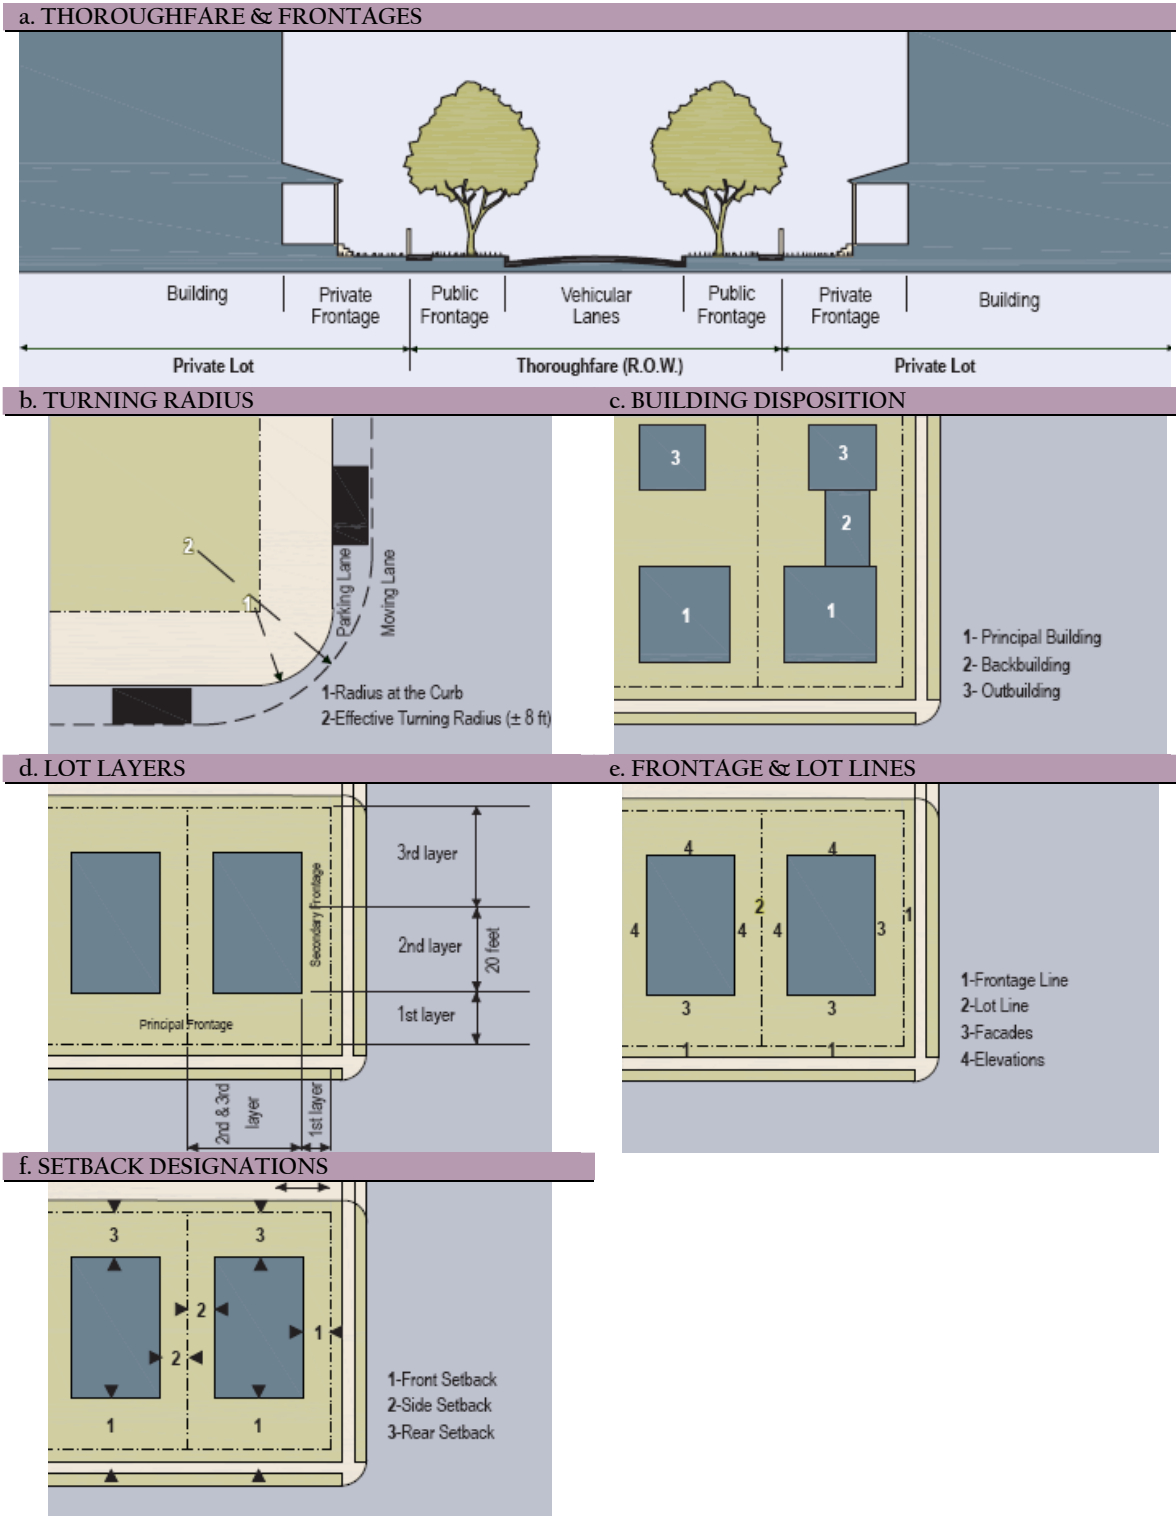 a. THOROUGHFARE & FRONTAGES
Building
Private
Frontage
Public
Frontage
Vehicular
Lanes
Public
Frontage
Private
Frontage
Building
Private Lot
Thoroughfare (R.O.W.)
Private Lot
b. TURNING RADIUS
2
1
Parking Lane
Moving Lane
1-Radius at the Curb
2-Effective Turning Radius (± 8 ft)
c. BUILDING DISPOSITION
3
3
2
1
1
1- Principal Building
2- Backbuilding
3- Outbuilding
d. LOT LAYERS
3rd layer
Secondary Frontage
2nd layer
20 feet
1st layer
Principal Frontage
2nd & 3rd
layer
1st layer
e. FRONTAGE & LOT LINES
4
4
2
1
4
4
4
3
3
3
1
1
1-Frontage Line
2-Lot Line
3-Facades
4-Elevations
f. SETBACK DESIGNATIONS
3
3
2
1
2
1
1
1-Front Setback
2-Side Setback
3-Rear Setback